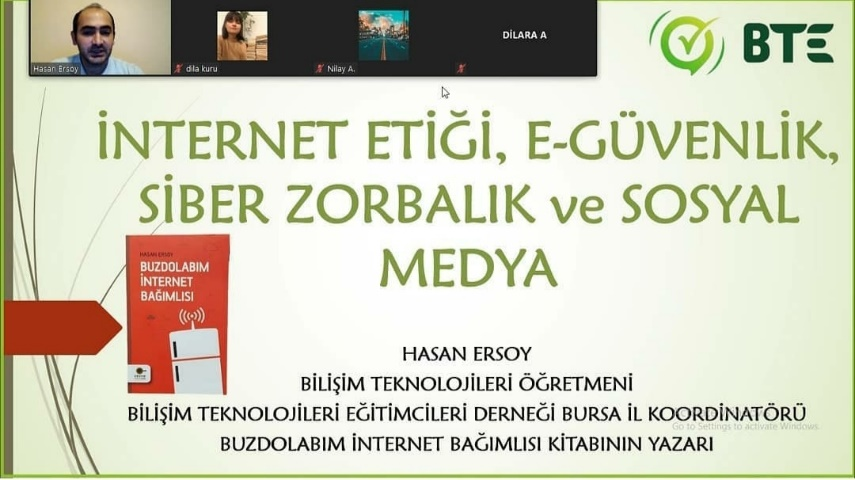 Hasan Ersoy
dila kuru
Nilay A.
DİLARA A
BTE
İNTERNET ETİĞİ, E-GÜVENLİK,
SİBER ZORBALIK ve SOSYAL
MEDYA
HASAN ERSOY
BUZDOLABIM
İNTERNET
BAĞIMLISI
HASAN ERSOY
BİLİŞİM TEKNOLOJİLERİ ÖĞRETMENİ
BİLİŞİM TEKNOLOJİLERİ EĞİTİMCİLERİ DERNEĞİ BURSA İL KOORDİNATÖRÜ
Go to Settings to activate Windows.
BUZDOLABIM İNTERNET BAĞIMLISI KİTABININ YAZARI